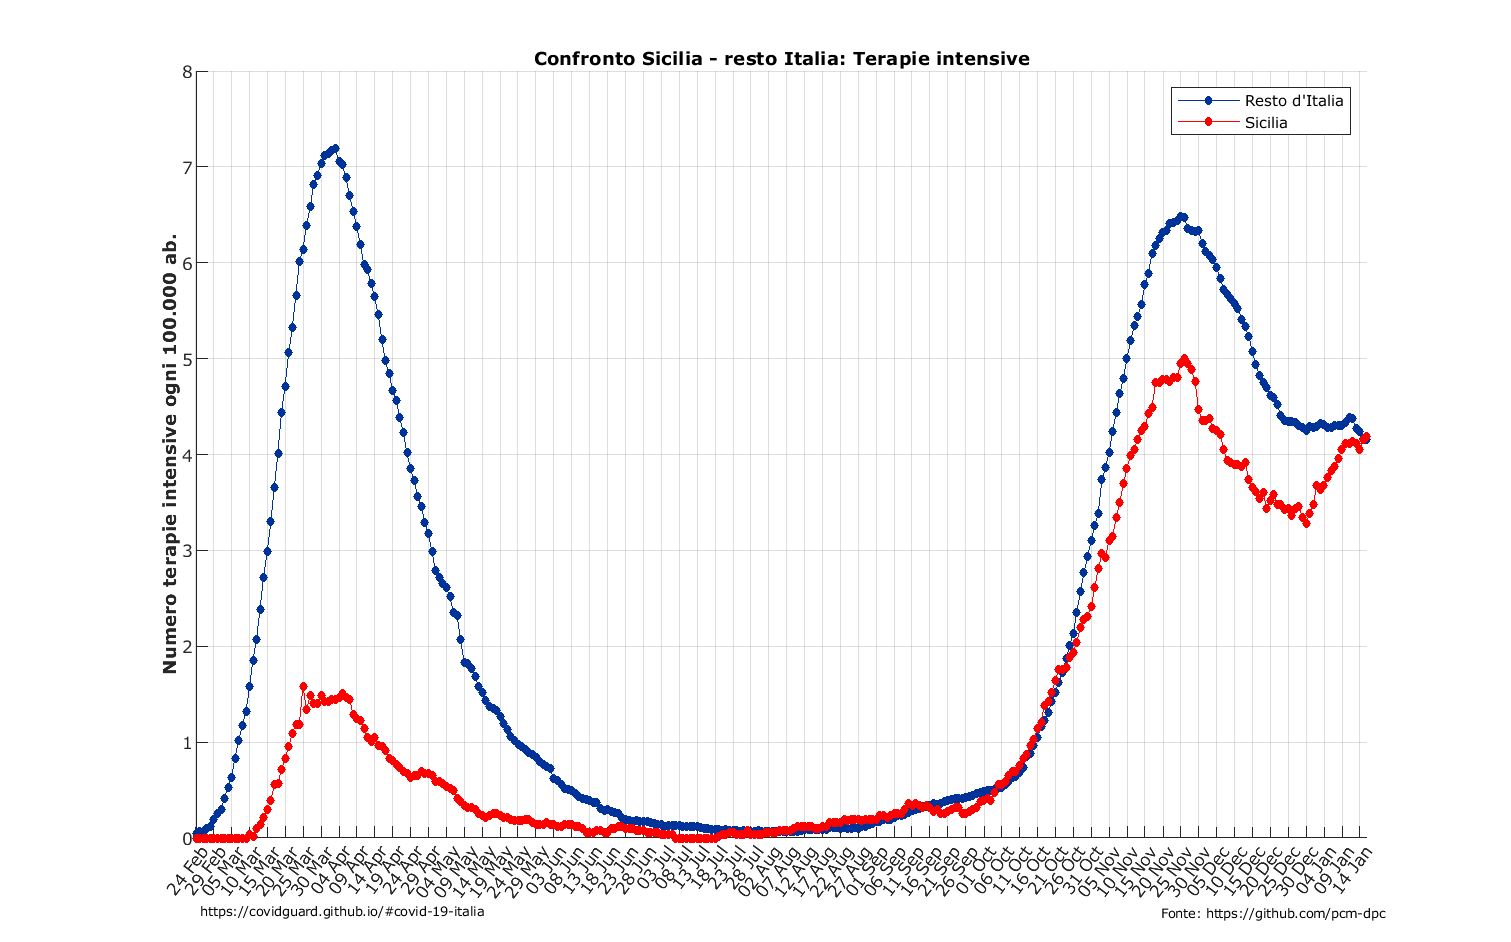 Confronto Sicilia - resto Italia: Terapie intensive
Resto d'Italia
Sicilia
Numero terapie intensive ogni 100.000 ab.
8
7
6
5
4
3
2
1
0
24 Feb
29 Feb
05 Mar
10 Mar
15 Mar
20 Mar
25 Mar
30 Mar
04 Apr
09 Apr
14 Apr
19 Apr
24 Apr
29 Apr
04 May
09 May
14 May
19 May
24 May
29 May
03 Jun
08 Jun
13 Jun
18 Jun
23 Jun
28 Jun
03 Jul
08 Jul
13 Jul
18 Jul
23 Jul
28 Jul
02 Aug
07 Aug
12 Aug
17 Aug
22 Aug
27 Aug
01 Sep
06 Sep
11 Sep
16 Sep
21 Sep
26 Sep
01 Oct
06 Oct
11 Oct
16 Oct
21 Oct
26 Oct
31 Oct
05 Nov
10 Nov
15 Nov
20 Nov
25 Nov
30 Nov
05 Dec
10 Dec
15 Dec
20 Dec
25 Dec
30 Dec
04 Jan
09 Jan
14 Jan
https://covidguard.github.io/#covid-19-italia
Fonte: https://github.com/pcm-dpc